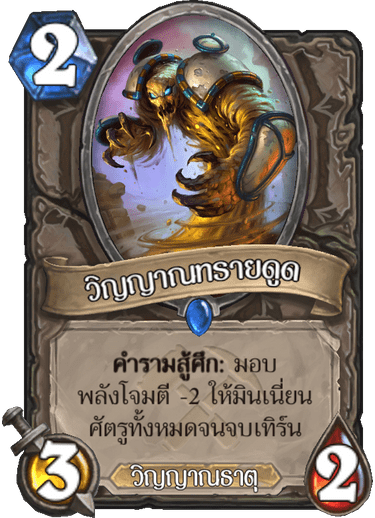 2
วิญญาณทรายดูด
คำรามสู้ศึก: มอบ
พลังโจมตี -2 ให้มินเนี่ยน
ศัตรูทั้งหมดจนจบเทิร์น
3
วิญญาณธาตุ
2